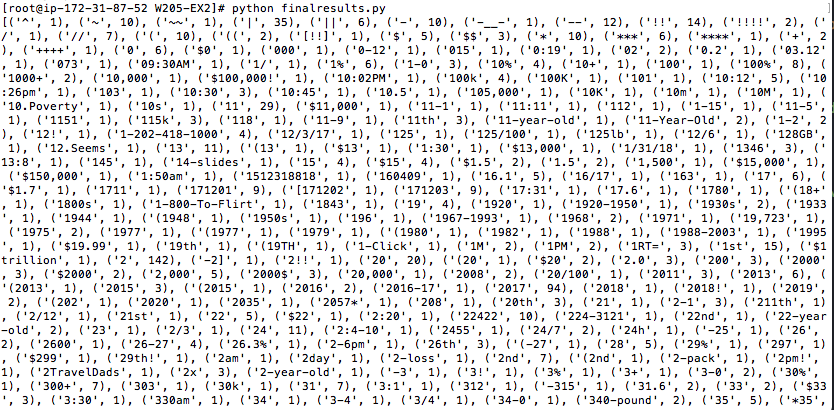 [root@ip-172-31-87-52 W205-EX2]# python finalresults.py
[('^', 1), ('~', 10), ('~~', 1), ('|', 35), ('||', 6), ('-', 10), ('-__-', 1), ('--', 12), ('!!', 14), ('!!!!', 2), ('
/', 1), ('//', 7), ('(', 10), ('((', 2), ('[!!]', 1), ('$', 5), ('$$', 3), ('*', 10), ('***', 6), ('****', 1), ('+', 2
), ('++++', 1), ('0', 6), ('$0', 1), ('000', 1), ('0-12', 1), ('015', 1), ('0:19', 1), ('02', 2), ('0.2', 1), ('03.12'
, 1), ('073', 1), ('09:30AM', 1), ('1/', 1), ('1%', 6), ('1-0', 3), ('10%', 4), ('10+', 1), ('100', 1), ('100%', 8), (
'1000+', 2), ('10,000', 1), ('$100,000!', 1), ('10:02PM', 1), ('100k', 4), ('100K', 1), ('101', 1), ('10:12', 5), ('10
:26pm', 1), ('103', 1), ('10:30', 3), ('10:45', 1), ('10.5', 1), ('105,000', 1), ('10K', 1), ('10m', 1), ('10M', 1), (
'10.Poverty', 1), ('10s', 1), ('11', 29), ('$11,000', 1), ('11-1', 1), ('11:11', 1), ('112', 1), ('1-15', 1), ('11-5',
1), ('1151', 1), ('115k', 3), ('118', 1), ('11-9', 1), ('11th', 3), ('11-year-old', 1), ('11-Year-Old', 2), ('1-2', 2
), ('12!', 1), ('1-202-418-1000', 4), ('12/3/17', 1), ('125', 1), ('125/100', 1), ('125lb', 1), ('12/6', 1), ('128GB',
1), ('12.Seems', 1), ('13', 11), ('(13', 1), ('$13', 1), ('1:30', 1), ('$13,000', 1), ('1/31/18', 1), ('1346', 3), ('
13:8', 1), ('145', 1), ('14-slides', 1), ('15', 4), ('$15', 4), ('$1.5', 2), ('1.5', 2), ('1,500', 1), ('$15,000', 1),
('$150,000', 1), ('1:50am', 1), ('1512318818', 1), ('160409', 1), ('16.1', 5), ('16/17', 1), ('163', 1), ('17', 6), (
'$1.7', 1), ('1711', 1), ('171201', 9), ('[171202', 1), ('171203', 9), ('17:31', 1), ('17.6', 1), ('1780', 1), ('(18+'
, 1), ('1800s', 1), ('1-800-To-Flirt', 1), ('1843', 1), ('19', 4), ('1920', 1), ('1920-1950', 1), ('1930s', 2), ('1933
', 1), ('1944', 1), ('(1948', 1), ('1950s', 1), ('196', 1), ('1967-1993', 1), ('1968', 2), ('1971', 1), ('19,723', 1),
('1975', 2), ('1977', 1), ('(1977', 1), ('1979', 1), ('(1980', 1), ('1982', 1), ('1988', 1), ('1988-2003', 1), ('1995
', 1), ('$19.99', 1), ('19th', 1), ('(19TH', 1), ('1-Click', 1), ('1M', 2), ('1PM', 2), ('1RT=', 3), ('1st', 15), ('$1
trillion', 1), ('2', 142), ('-2]', 1), ('2!!', 1), ('20', 20), ('(20', 1), ('$20', 2), ('2.0', 3), ('200', 3), ('2000'
, 3), ('$2000', 2), ('2,000', 5), ('2000$', 3), ('20,000', 1), ('2008', 2), ('20/100', 1), ('2011', 3), ('2013', 6), (
'(2013', 1), ('2015', 3), ('(2015', 1), ('2016', 2), ('2016-17', 1), ('2017', 94), ('2018', 1), ('2018!', 1), ('2019',
2), ('(202', 1), ('2020', 1), ('2035', 1), ('2057*', 1), ('208', 1), ('20th', 3), ('21', 1), ('2-1', 3), ('211th', 1)
, ('2/12', 1), ('21st', 1), ('22', 5), ('$22', 1), ('2:20', 1), ('22422', 10), ('224-3121', 1), ('22nd', 1), ('22-year
-old', 2), ('23', 1), ('2/3', 1), ('24', 11), ('2:4-10', 1), ('2455', 1), ('24/7', 2), ('24h', 1), ('-25', 1), ('26',
2), ('2600', 1), ('26-27', 4), ('26.3%', 1), ('2-6pm', 1), ('26th', 3), ('(-27', 1), ('28', 5), ('29%', 1), ('297', 1)
, ('$299', 1), ('29th!', 1), ('2am', 1), ('2day', 1), ('2-loss', 1), ('2nd', 7), ('(2nd', 1), ('2-pack', 1), ('2pm!',
1), ('2TravelDads', 1), ('2x', 3), ('2-year-old', 2), ('-3', 1), ('3!', 1), ('3%', 1), ('3+', 1), ('3-0', 2), ('30%',
1), ('300+', 7), ('303', 1), ('30k', 1), ('31', 7), ('3:1', 1), ('312', 1), ('-315', 1), ('31.6', 2), ('33', 2), ('$33
', 3), ('3:30', 1), ('330am', 1), ('34', 1), ('3-4', 1), ('3/4', 1), ('34-0', 1), ('340-pound', 2), ('35', 5), ('*35',